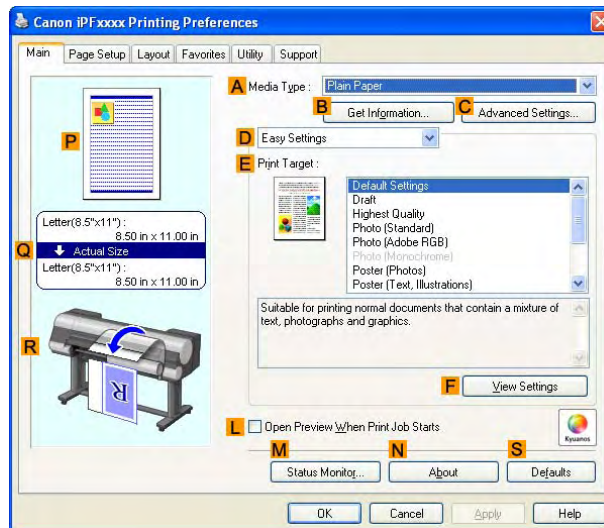 Canon iPFxxxx Printing Preferences
Main Page Setup Layout Favorites Utility Support
A Media Type : Plain Paper
B Get Information... C Advanced Settings...
D Easy Settings
E Print Target :
Default Settings
Draft
Highest Quality
Photo (Standard)
Photo (Adobe RGB)
Photo (Monochrome)
Poster (Photos)
Poster (Text, Illustrations)
P
Letter(8.5"x11") :
8.50 in x 11.00 in
Q Actual Size
Letter(8.5"x11") :
8.50 in x 11.00 in
Suitable for printing normal documents that contain a mixture of
text, photographs and graphics.
R
R
F View Settings
L Open Preview When Print Job Starts
Kyuanos
M N S
Status Monitor... About Defaults
OK Cancel Apply Help